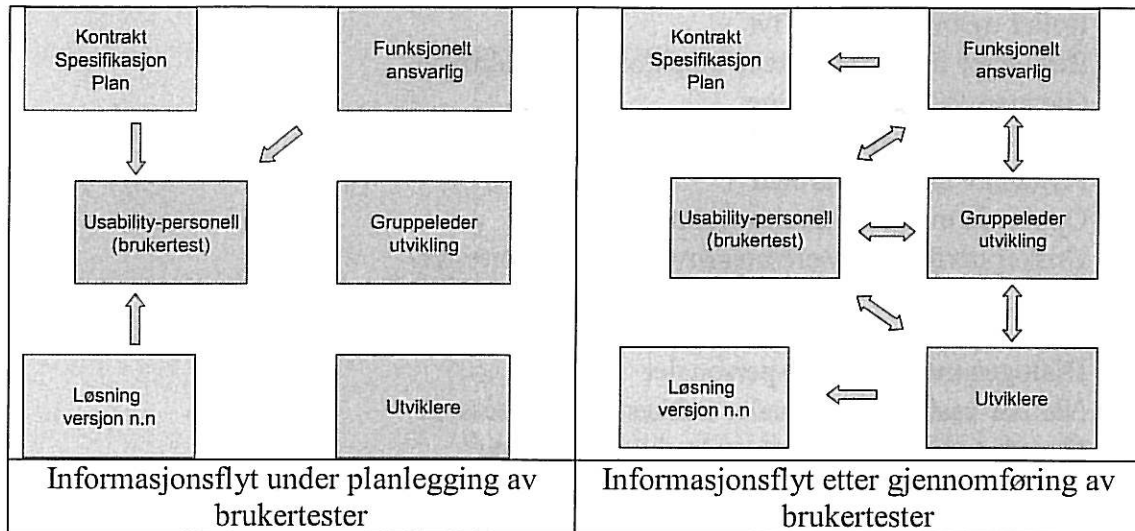 Kontrakt
Spesifikasjon
Plan
Funksjonelt
ansvarlig
Usability-personell
(brukertest)
Gruppeleder
utvikling
Løsning
versjon n.n
Utviklere
Informasjonsflyt under planlegging av
brukertester
Kontrakt
Spesifikasjon
Plan
Funksjonelt
ansvarlig
Usability-personell
(brukertest)
Gruppeleder
utvikling
Løsning
versjon n.n
Utviklere
Informasjonsflyt etter gjennomføring av
brukertester